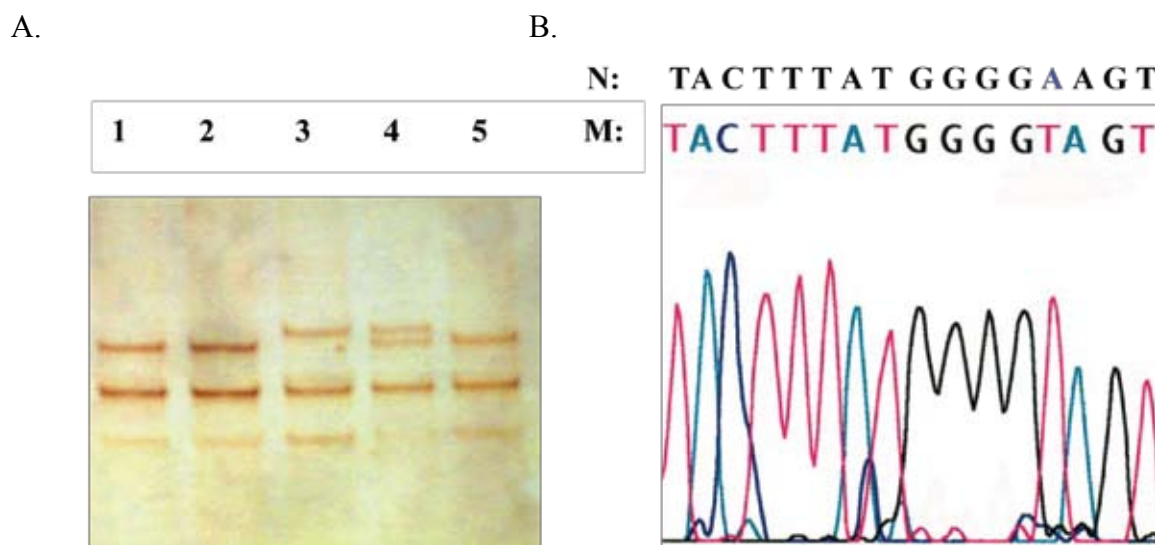 A.
B.
N: TACTTTAT GGGGAAGT
1 2 3 4 5
M: TACTTTATGGGGTAGT